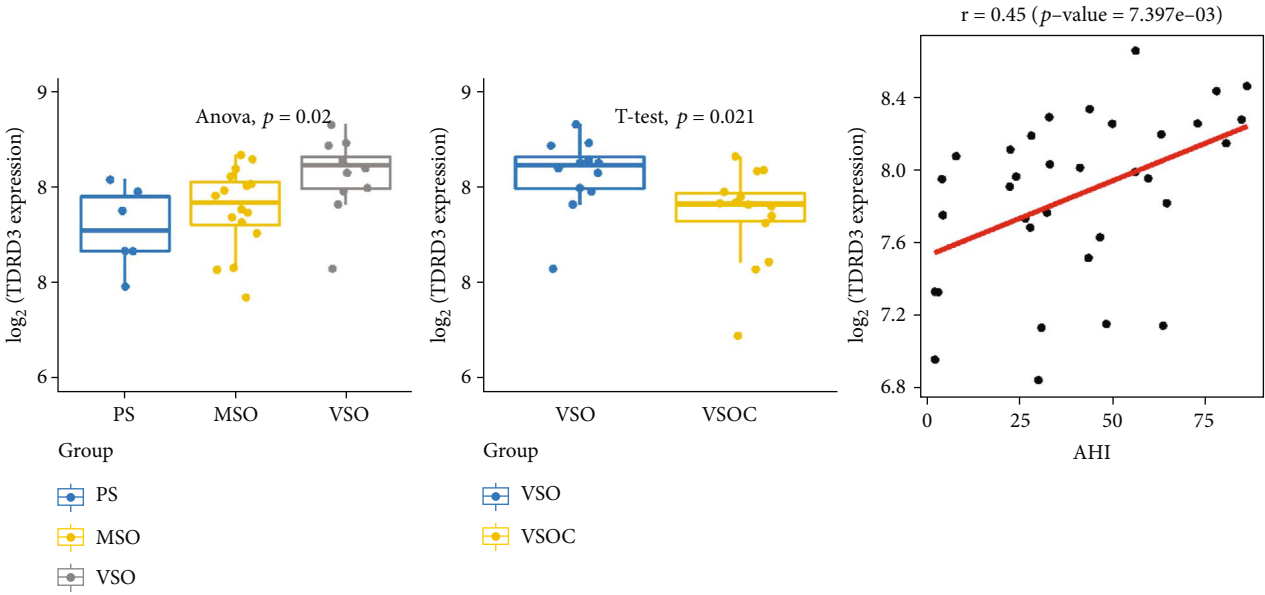 log2 (TDRD3 expression)
9
8
8
6
Anova, p = 0.02
PS MSO VSO
Group
PS
MSO
VSO
log2 (TDRD3 expression)
9
8
8
6
T-test, p = 0.021
VSO VSOC
Group
VSO
VSOC
r = 0.45 (p–value = 7.397e–03)
log2 (TDRD3 expression)
8.4
8.0
7.6
7.2
6.8
0 25 50 75
AHI